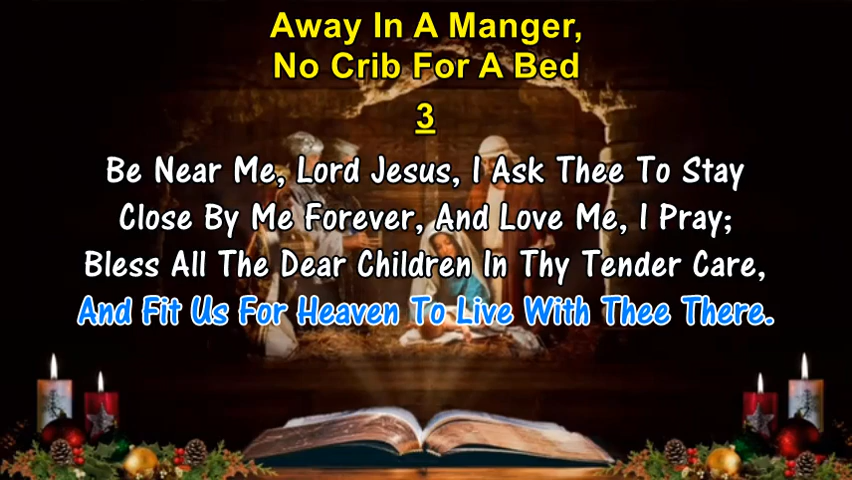 Away In A Manger,
No Crib For A Bed
3
Be Near Me, Lord Jesus, I Ask Thee To Stay
Close By Me Forever, And Love Me, I Pray;
Bless All The Dear Children In Thy Tender Care,
And Fit Us For Heaven To Live With Thee There.